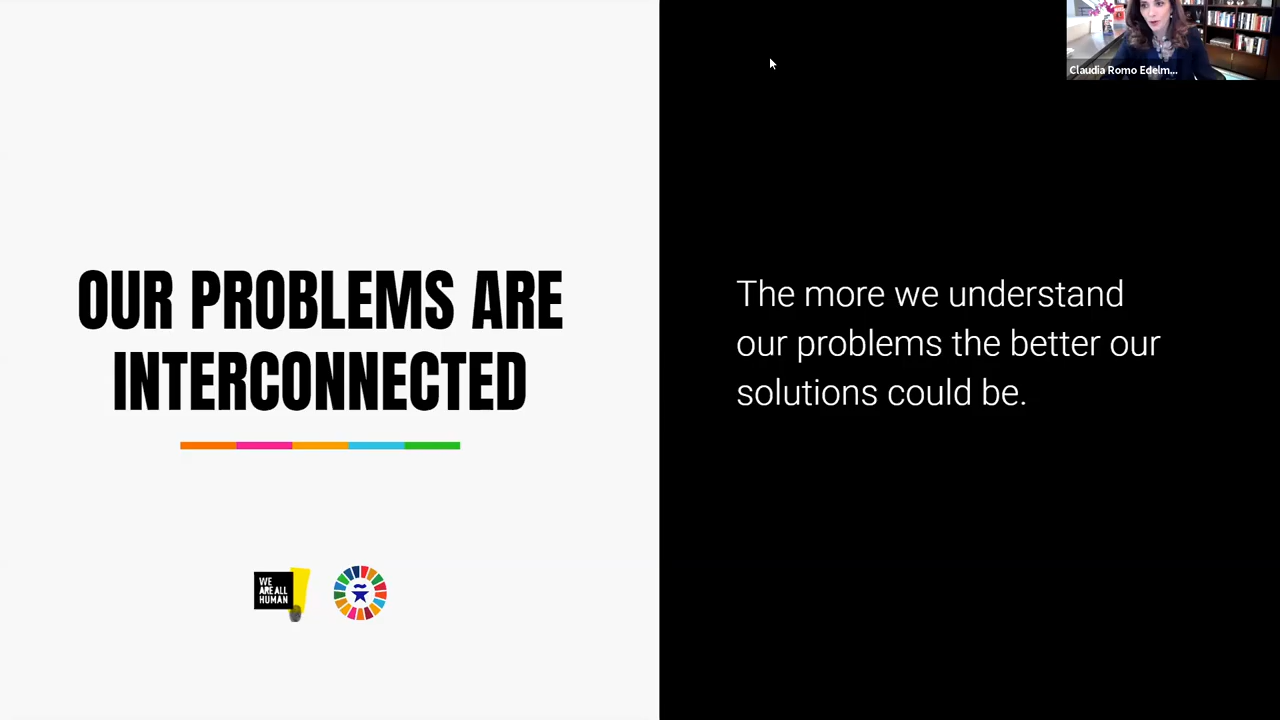 Claudia Romo Edelm...
OUR PROBLEMS ARE
INTERCONNECTED
The more we understand
our problems the better our
solutions could be.
WE
ARE ALL
HUMAN